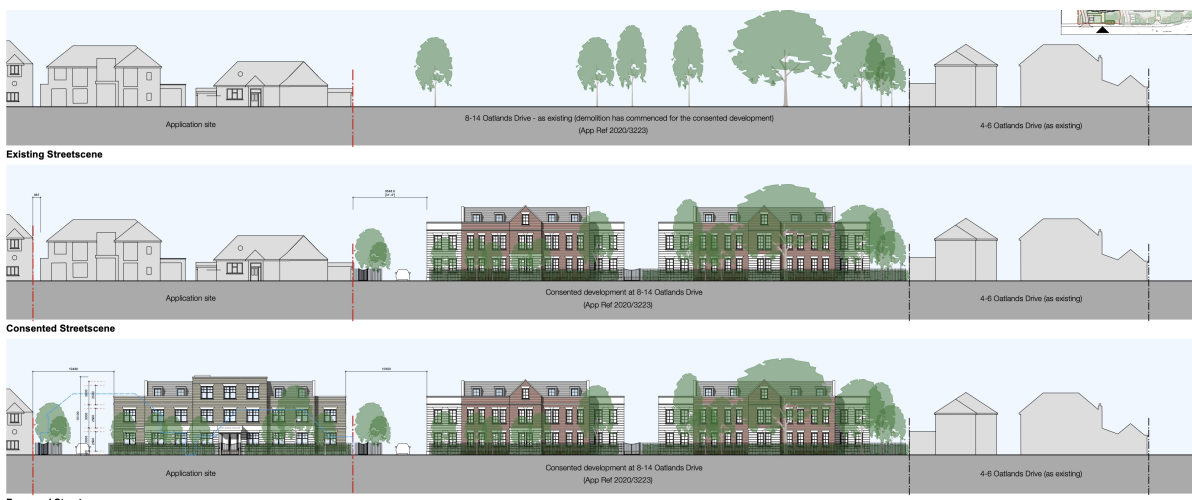 Application site
8-14 Oatlands Drive - as existing (demolition has commenced for the consented development)
(App Ref 2020/3223)
4-6 Oatlands Drive (as existing)
Existing Streetscene
Application site
Consented development at 8-14 Oatlands Drive
(App Ref 2020/3223)
4-6 Oatlands Drive (as existing)
Consented Streetscene
Application site
Consented development at 8-14 Oatlands Drive
(App Ref 2020/3223)
4-6 Oatlands Drive (as existing)